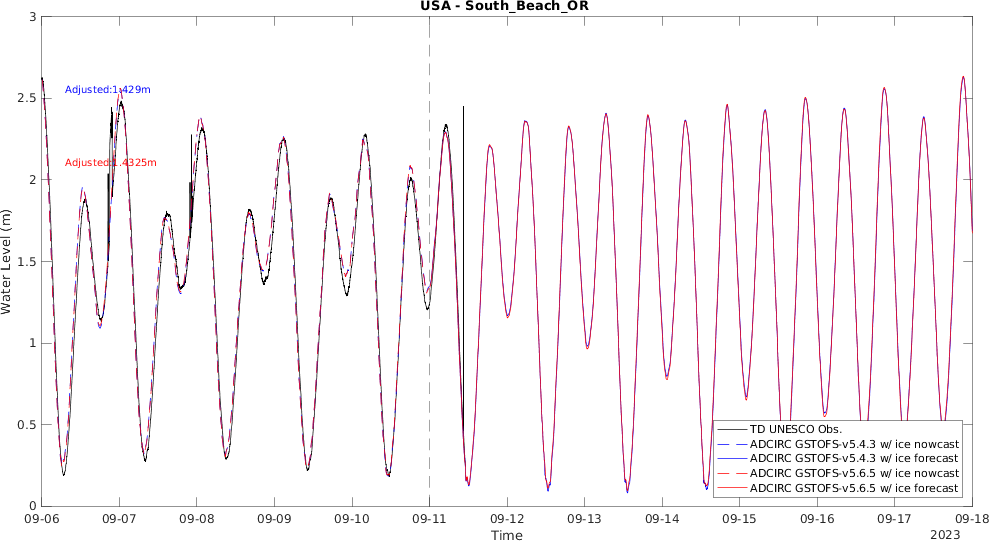 USA - South_Beach_OR
3
2.5
2
1.5
1
0.5
0
Water Level (m)
Adjusted:1.429m
Adjusted:1.4325m
TD UNESCO Obs.
ADCIRC GSTOFS-v5.4.3 w/ ice nowcast
ADCIRC GSTOFS-v5.4.3 w/ ice forecast
ADCIRC GSTOFS-v5.6.5 w/ ice nowcast
ADCIRC GSTOFS-v5.6.5 w/ ice forecast
09-06 09-07 09-08 09-09 09-10 09-11 09-12 09-13 09-14 09-15 09-16 09-17 09-18
Time
2023